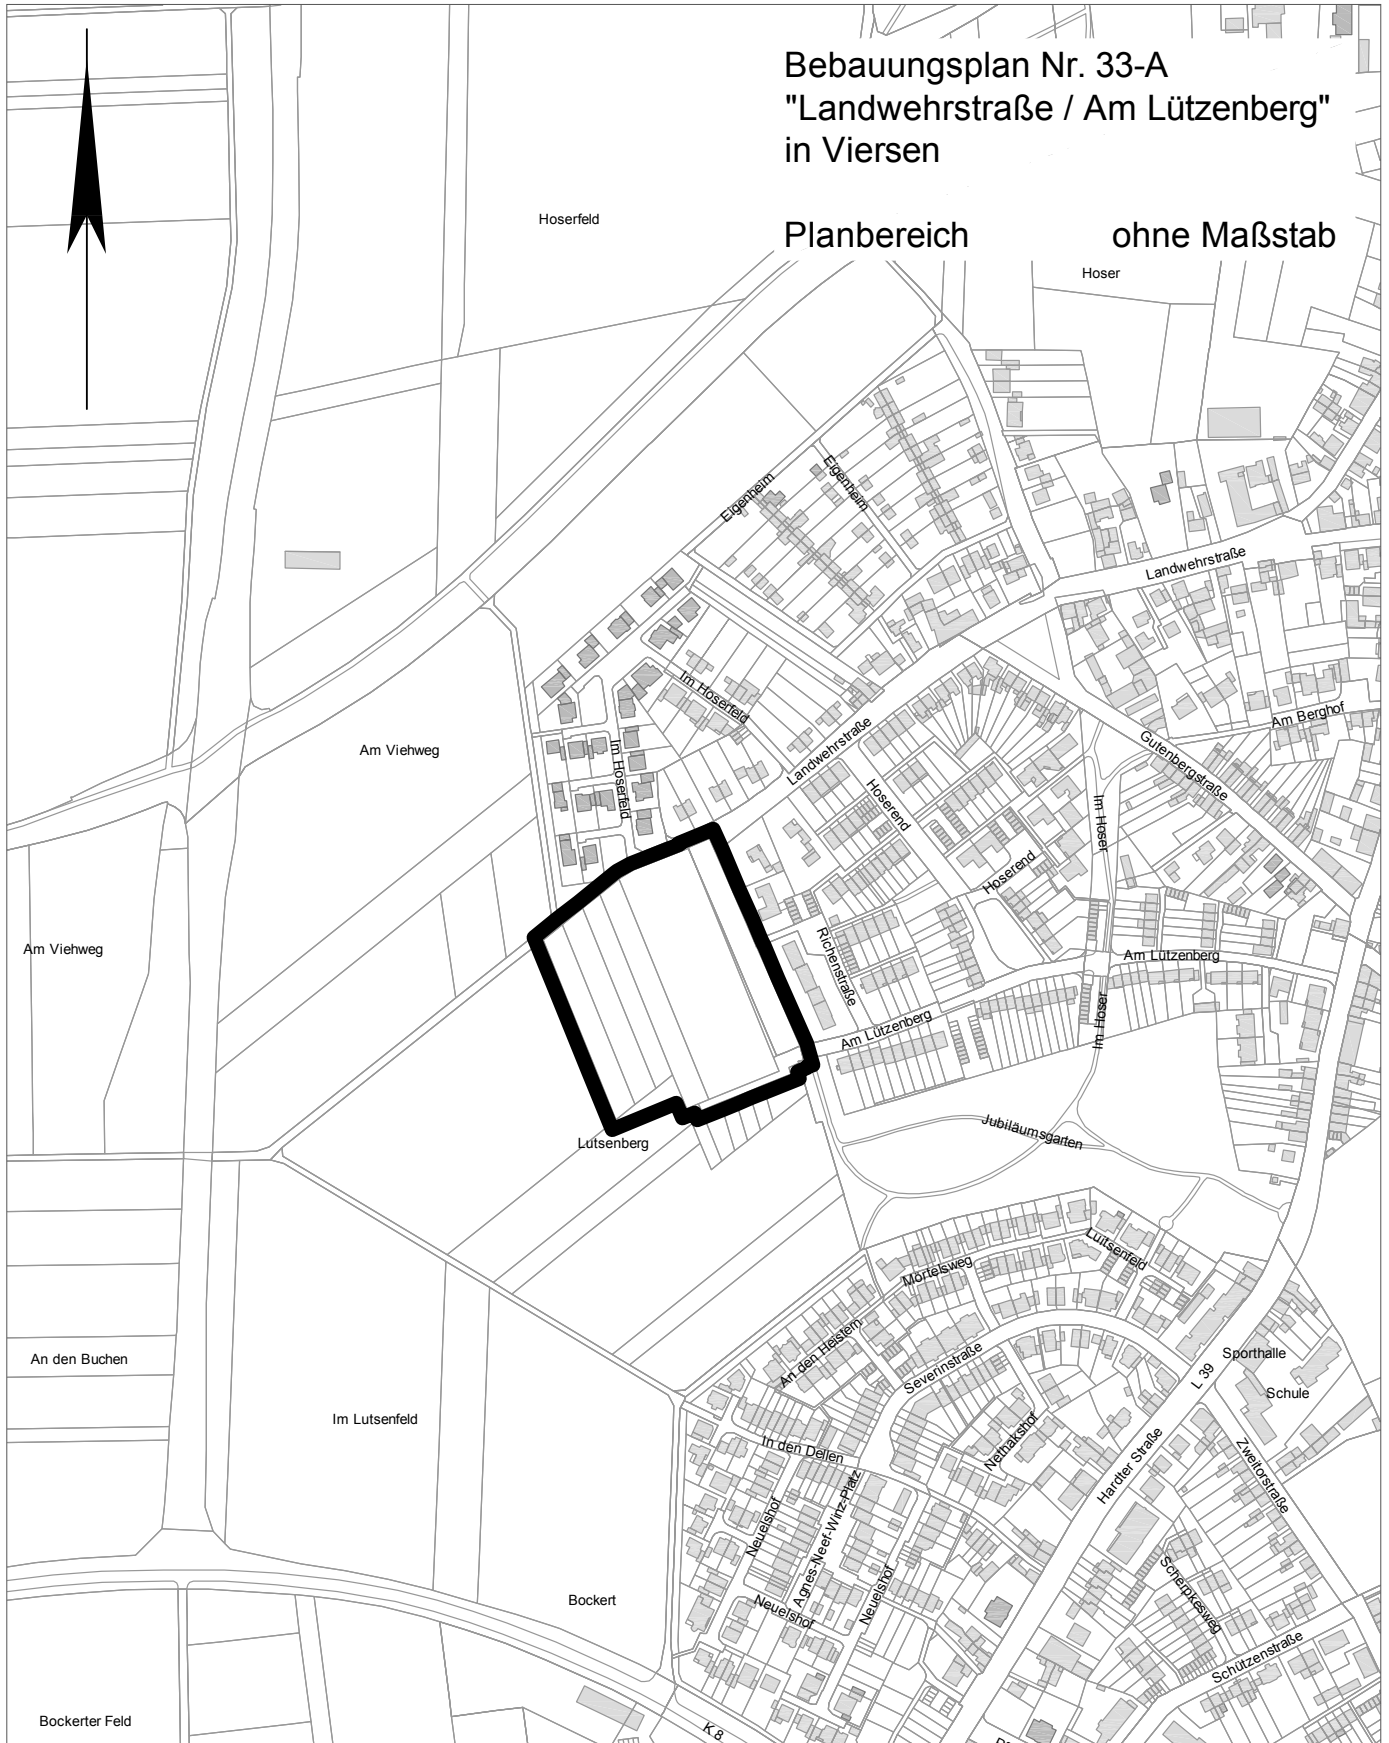 Bebauungsplan Nr. 33-A
"Landwehrstraße / Am Lützenberg"
in Viersen
Planbereich
ohne Maßstab
Hoserfeld
Hoser
Eigenheim
Eigenheim
Landwehrstraße
Im Hoserfeld
Am Berghof
Landwehrstraße
Gutenbergstraße
Am Viehweg
Im Hoserfeld
Hoserend
Im Hoser
Hoserend
Am Viehweg
Richenstraße
Am Lützenberg
Am Lützenberg
Im Hoser
Jubiläumsgarten
Lutsenberg
Luitsenfeld
Mörtelsweg
An den Heistern
Severinstraße
An den Buchen
Sporthalle
L 39
Schule
Im Lutsenfeld
Nethakshof
In den Dellen
Hardter Straße
Zweitorstraße
Neuelshof
Agnes-Neef-Winz-Platz
Neuelshof
Neuelshof
Scherpkesweg
Bockert
Schützenstraße
Bockerter Feld
K 8